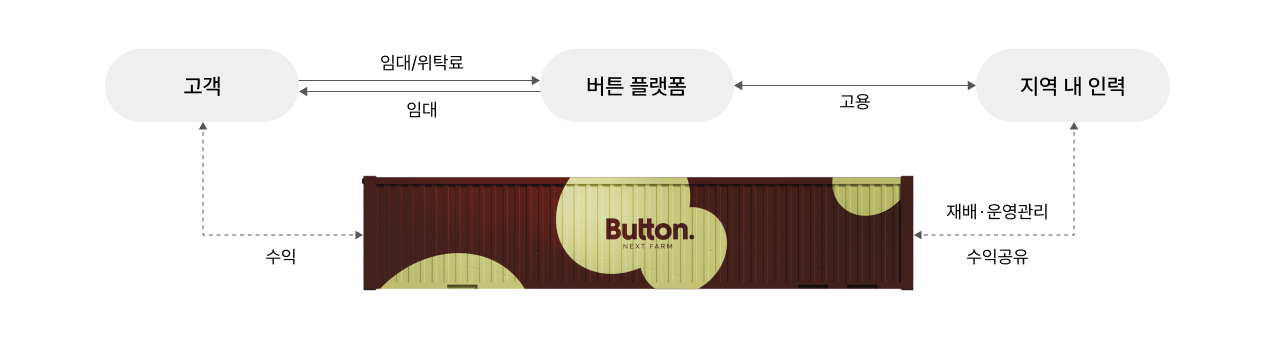 고객
임대/위탁료
임대
버튼 플랫폼
고용
지역 내 인력
Button.
NEXT FARM
수익
재배·운영관리
수익공유